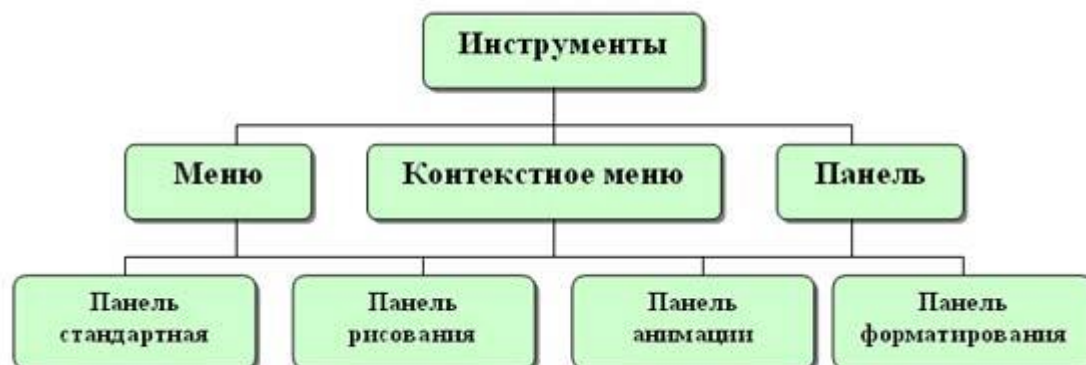 Инструменты
Меню
Контекстное меню
Панель
Панель
стандартная
Панель
рисования
Панель
анимации
Панель
форматирования